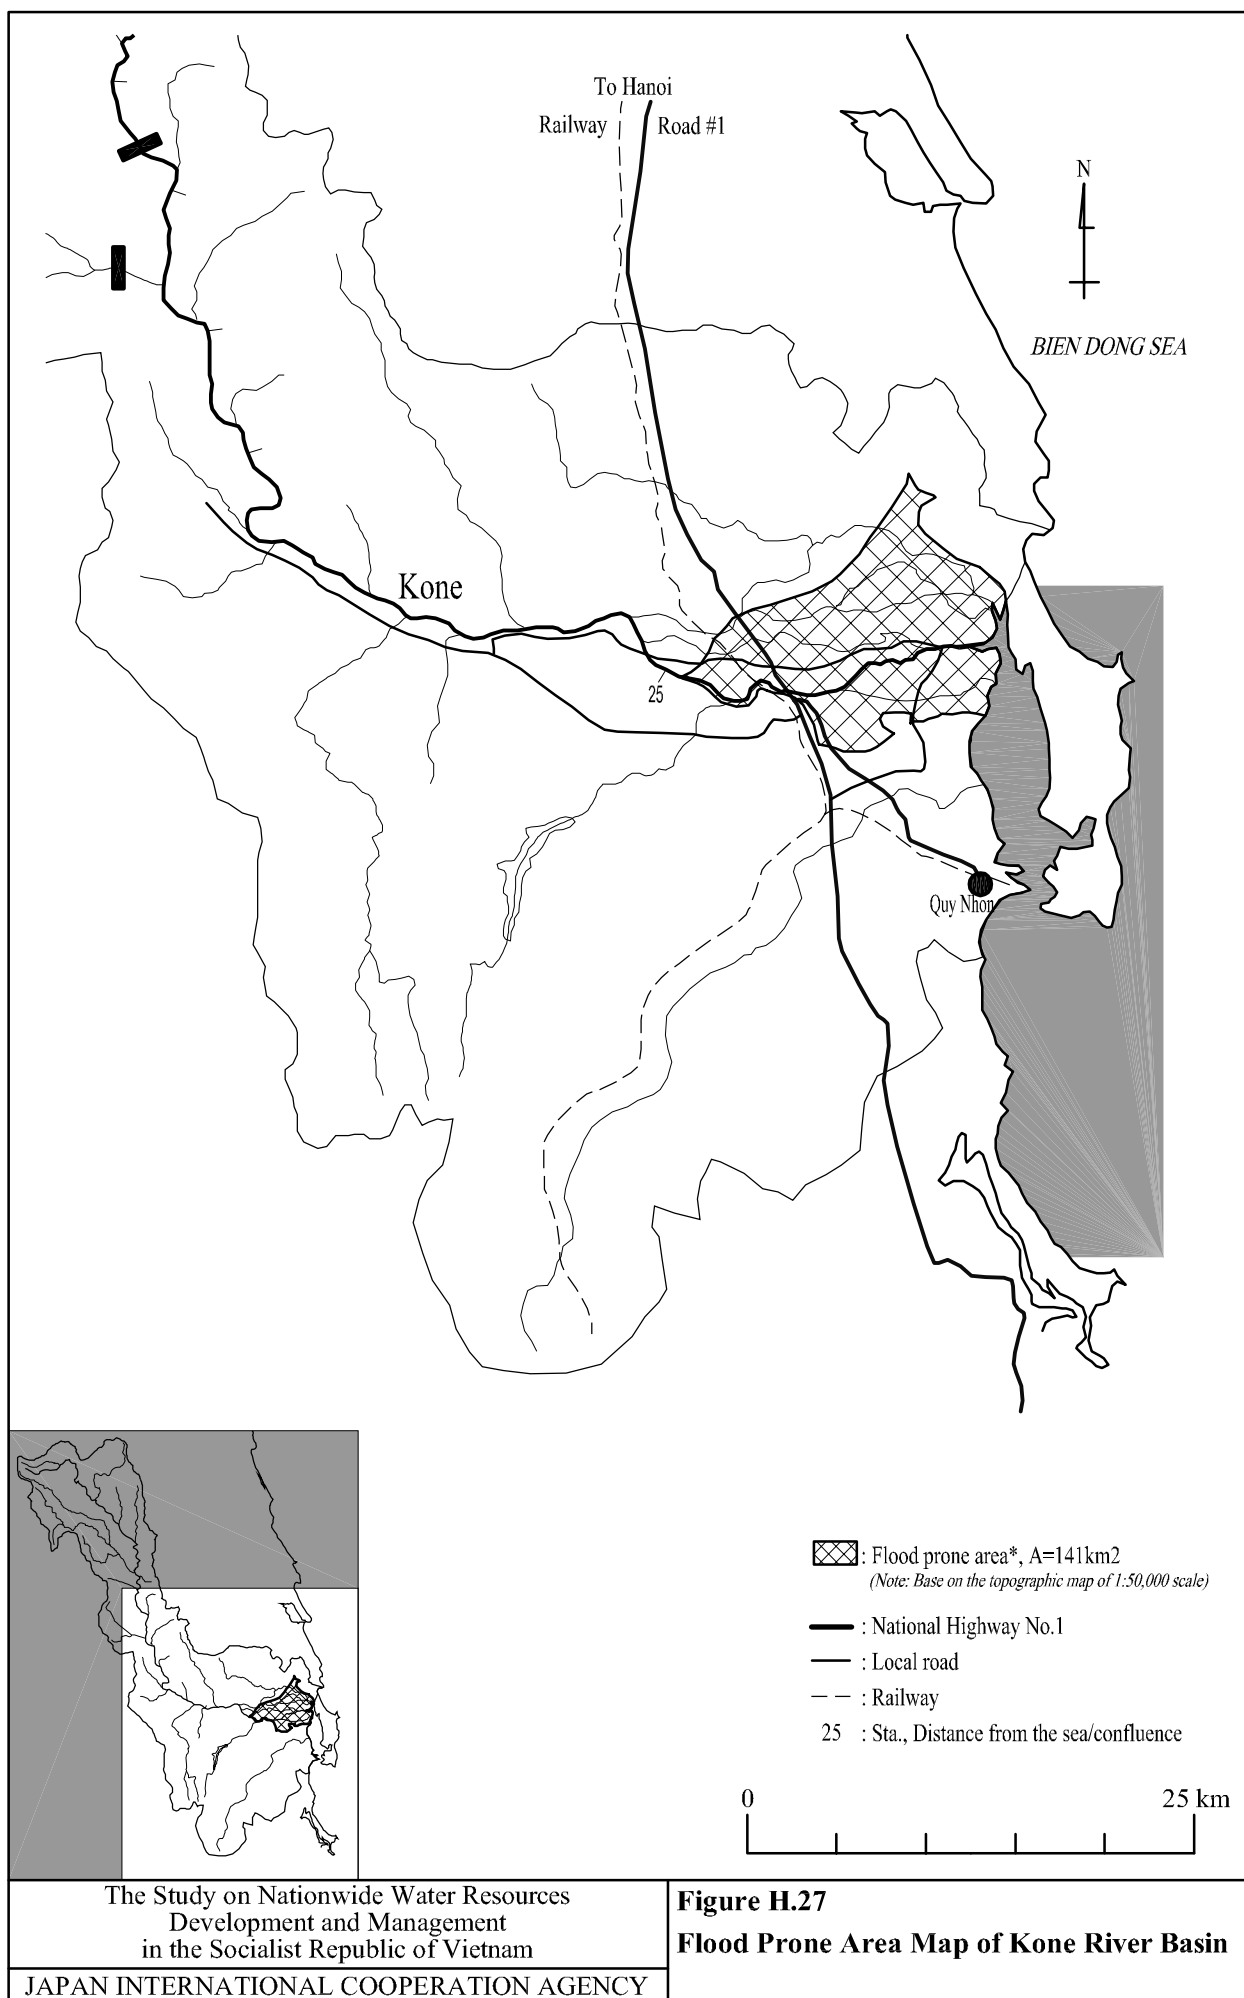 To Hanoi
Railway
Road #1
N
BIEN DONG SEA
Kone
25
Quy Nhon
: Flood prone area*, A=141km2
(Note: Base on the topographic map of 1:50,000 scale)
: National Highway No.1
: Local road
: Railway
25 : Sta., Distance from the sea/confluence
0 25 km
The Study on Nationwide Water Resources
Development and Management
in the Socialist Republic of Vietnam
JAPAN INTERNATIONAL COOPERATION AGENCY
Figure H.27
Flood Prone Area Map of Kone River Basin